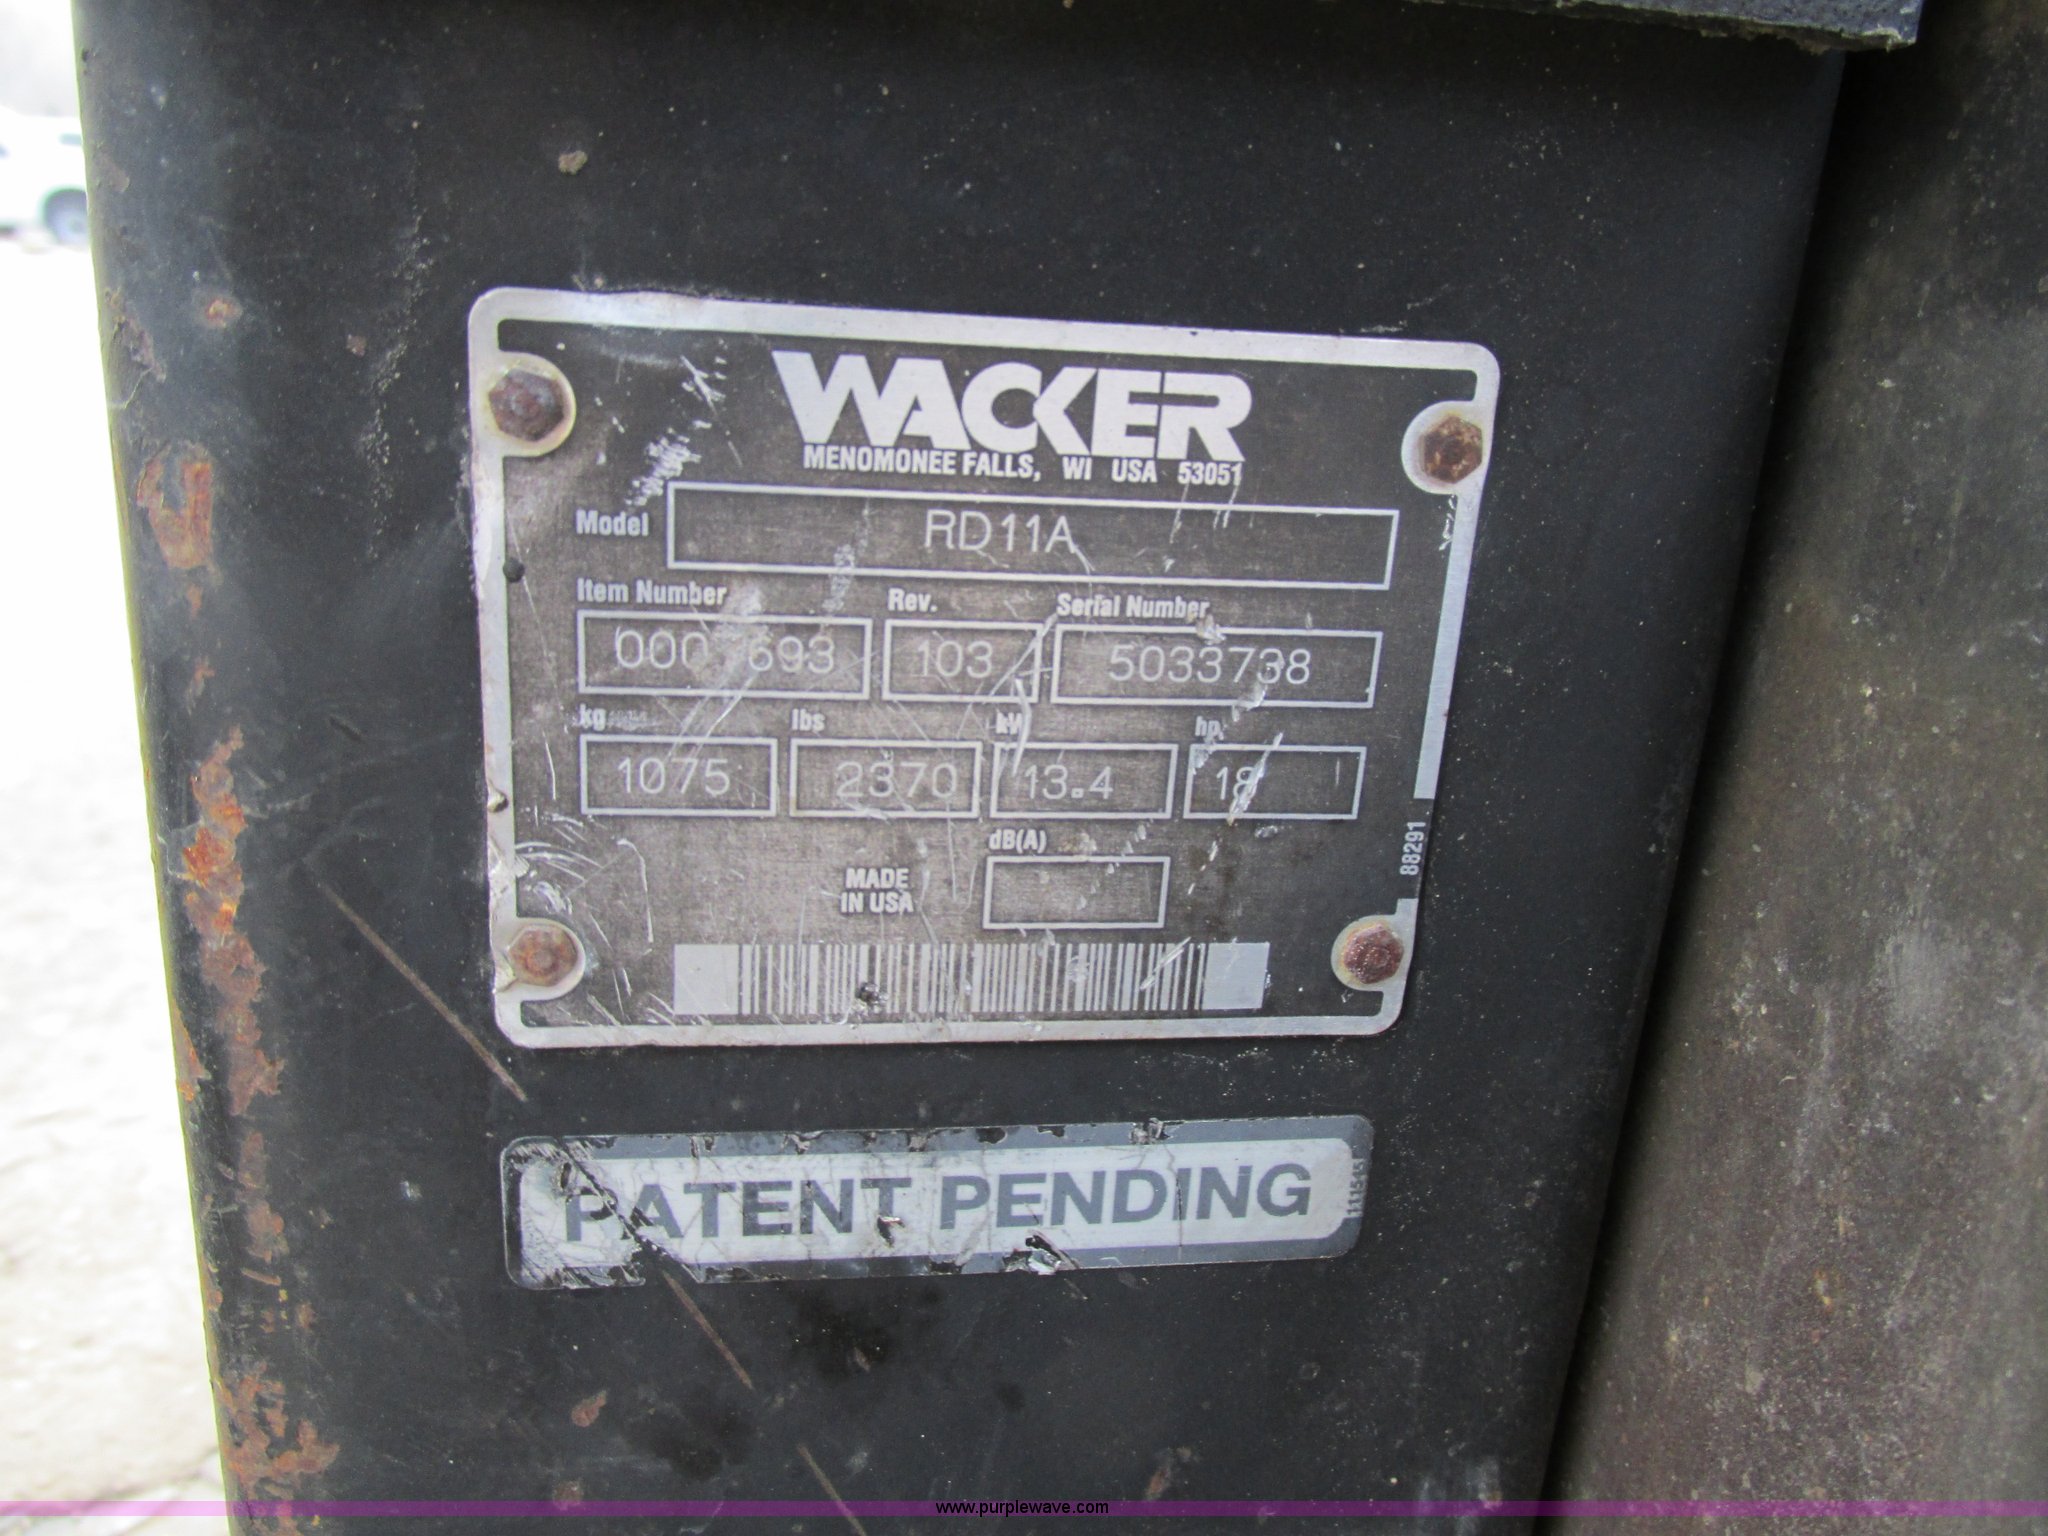 WACKER
MENOMONEE FALLS, WI USA 53051
Model RD11A
Item Number Rev. Serial Number
103 5033738
kg lbs kW hp.
1075 2370 13.4 18
dB(A)
MADE
IN USA
88291
PATENT PENDING
www.purplewave.com